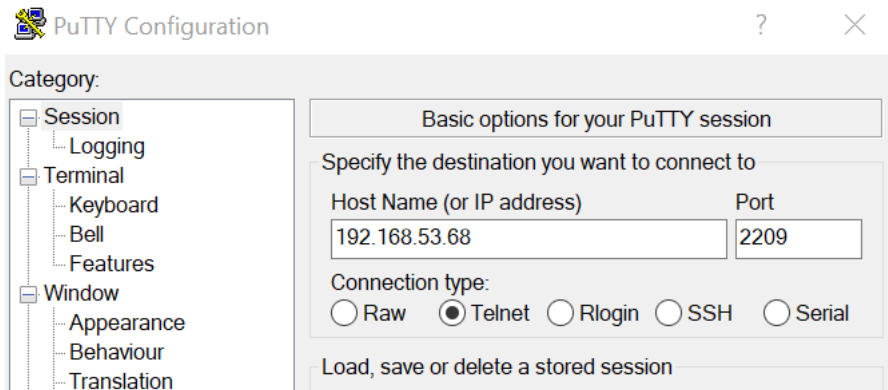 PuTTY Configuration
?
Category:
Session
Logging
Terminal
Keyboard
Bell
Features
Window
Appearance
Behaviour
Translation
Basic options for your PuTTY session
Specify the destination you want to connect to
Host Name (or IP address) Port
192.168.53.68 2209
Connection type:
Raw Telnet Rlogin SSH Serial
Load, save or delete a stored session